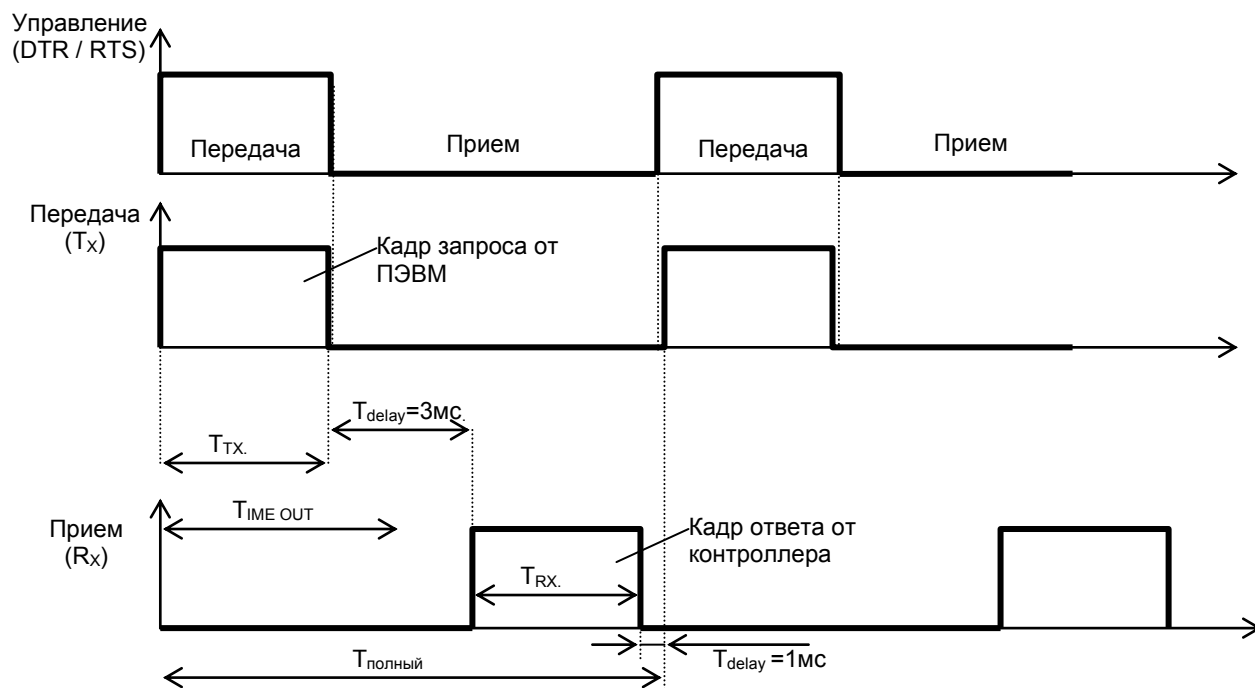 Управление
(DTR / RTS)
Передача
Прием
Передача
Прием
Передача
(TX)
Кадр запроса от
ПЭВМ
Tdelay=3мс.
TTX.
TIME OUT
Прием
(RX)
Кадр ответа от
контроллера
TRX.
Tполный
Tdelay =1мс